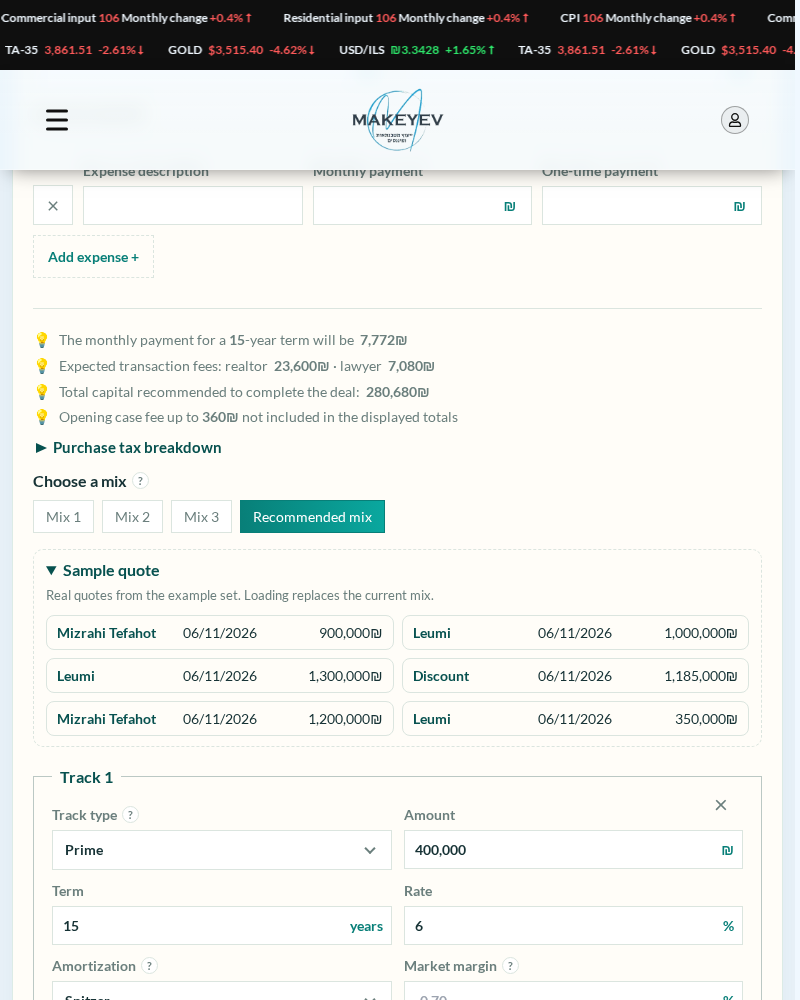 Commercial input 106 Monthly change +0.4% ↑ Residential input 106 Monthly change +0.4% ↑ CPI 106 Monthly change +0.4% ↑ Comm
TA-35 3,861.51 -2.61% ↓ GOLD $3,515.40 -4.62% ↓ USD/ILS ₪3.3428 +1.65% ↑ TA-35 3,861.51 -2.61% ↓ GOLD $3,515.40 -4.
MAKEYEV
ייעוץ משכנתאות
ופיננסים
Expense description Monthly payment One-time payment
× ₪ ₪
Add expense +
💡 The monthly payment for a 15-year term will be 7,772₪
💡 Expected transaction fees: realtor 23,600₪ · lawyer 7,080₪
💡 Total capital recommended to complete the deal: 280,680₪
💡 Opening case fee up to 360₪ not included in the displayed totals
▶ Purchase tax breakdown
Choose a mix ?
Mix 1 Mix 2 Mix 3 Recommended mix
▼ Sample quote
Real quotes from the example set. Loading replaces the current mix.
Mizrahi Tefahot 06/11/2026 900,000₪ Leumi 06/11/2026 1,000,000₪
Leumi 06/11/2026 1,300,000₪ Discount 06/11/2026 1,185,000₪
Mizrahi Tefahot 06/11/2026 1,200,000₪ Leumi 06/11/2026 350,000₪
Track 1
×
Track type ? Amount
Prime 400,000 ₪
Term Rate
15 years 6 %
Amortization ? Market margin ?
Spitzer -0.70 %